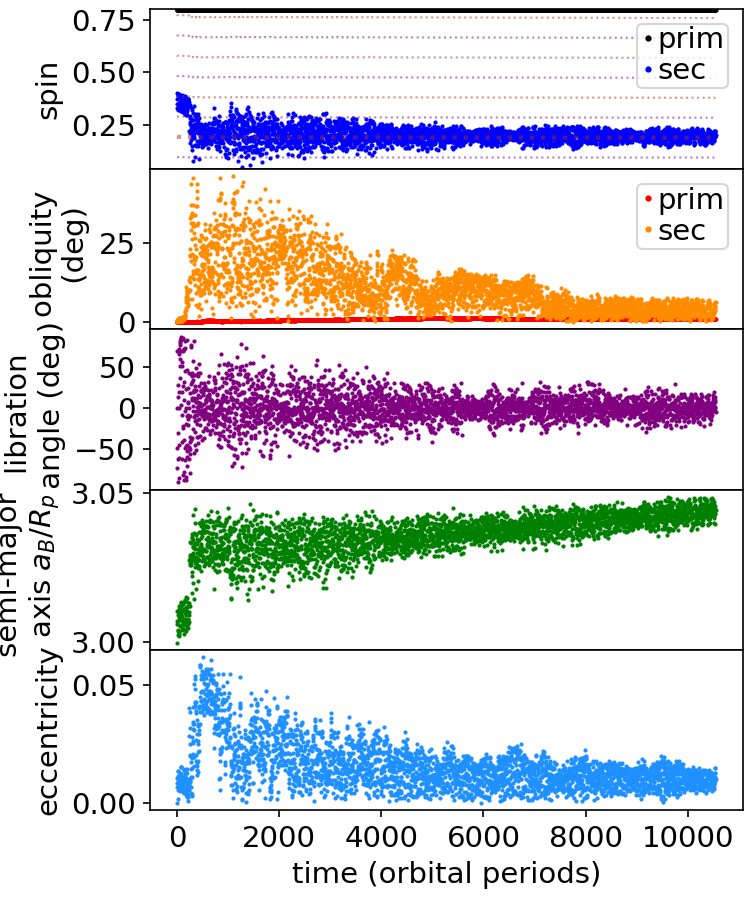 0.75
0.50
0.25
spin
prim
sec
25
0
obliquity
(deg)
prim
sec
50
0
−50
libration
angle (deg)
3.05
3.00
semi-major
axis a_B/R_p
0.05
0.00
eccentricity
0 2000 4000 6000 8000 10000
time (orbital periods)